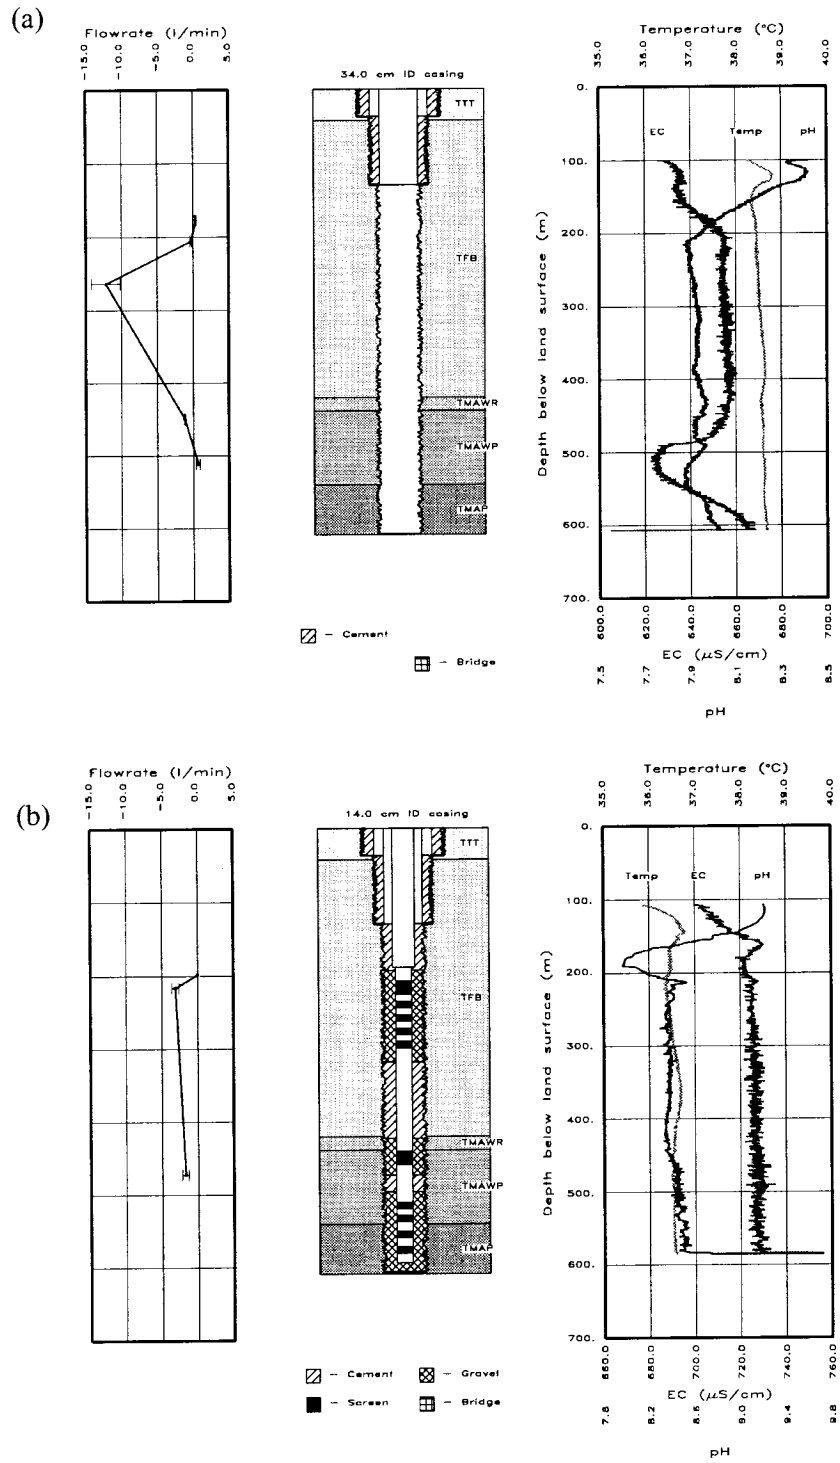 (a)
Flowrate (l/min)
-15.0
-10.0
-5.0
-0.0
5.0
34.0 cm ID casing
TTT
TFB
TMAWR
TMAWP
TMAP
Temperature (°C)
35.0
36.0
37.0
38.0
39.0
40.0
EC
Temp
pH
Depth below land surface (m)
0.
100.
200.
300.
400.
500.
600.
700.
600.0
620.0
640.0
660.0
680.0
700.0
EC (μS/cm)
7.5
7.7
7.9
8.1
8.3
8.5
pH
- Cement
- Bridge
(b)
Flowrate (l/min)
-15.0
-10.0
-5.0
-0.0
5.0
14.0 cm ID casing
TTT
TFB
TMAWR
TMAWP
TMAP
Temperature (°C)
35.0
36.0
37.0
38.0
39.0
40.0
Temp
EC
pH
Depth below land surface (m)
0.
100.
200.
300.
400.
500.
600.
700.
660.0
680.0
700.0
720.0
740.0
760.0
EC (μS/cm)
7.8
8.2
8.6
9.0
9.4
9.8
pH
- Cement
- Gravel
- Screen
- Bridge